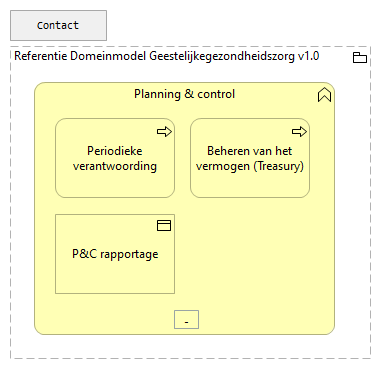 Contact
Referentie Domeinmodel Geestelijkegezondheidszorg v1.0
Planning & control
Periodieke
verantwoording
Beheren van het
vermogen (Treasury)
P&C rapportage
-